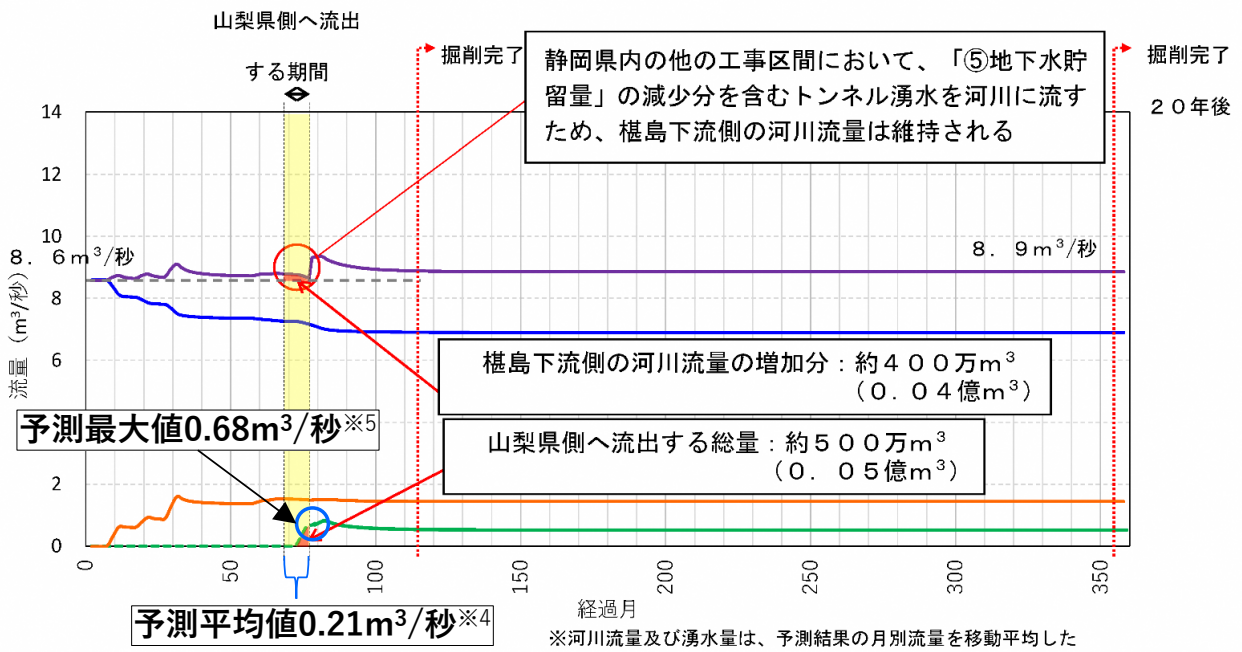 山梨県側へ流出
する期間
掘削完了
静岡県内の他の工事区間において、「⑤地下水貯
留量」の減少分を含むトンネル湧水を河川に流す
ため、椹島下流側の河川流量は維持される
掘削完了
２０年後
14
12
10
8
6
4
2
0
流量（m³/秒）
８．６ｍ³/秒
８．９ｍ³/秒
椹島下流側の河川流量の増加分：約４００万ｍ³
（０．０４億ｍ³）
予測最大値0.68m³/秒※5
山梨県側へ流出する総量：約５００万ｍ³
（０．０５億ｍ³）
0
50
100
150
200
250
300
350
予測平均値0.21m³/秒※4
経過月
※河川流量及び湧水量は、予測結果の月別流量を移動平均した